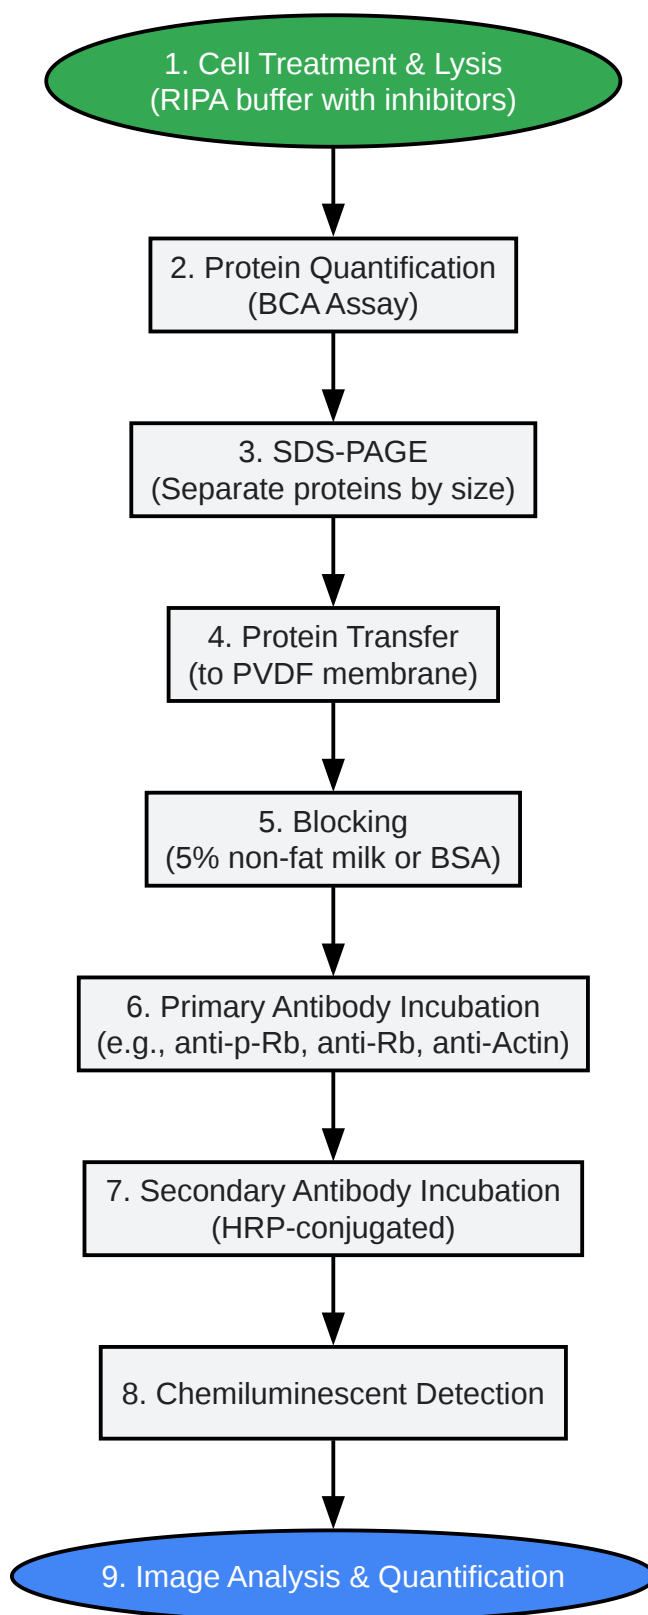 1. Cell Treatment & Lysis
(RIPA buffer with inhibitors)
2. Protein Quantification
(BCA Assay)
3. SDS-PAGE
(Separate proteins by size)
4. Protein Transfer
(to PVDF membrane)
5. Blocking
(5% non-fat milk or BSA)
6. Primary Antibody Incubation
(e.g., anti-p-Rb, anti-Rb, anti-Actin)
7. Secondary Antibody Incubation
(HRP-conjugated)
8. Chemiluminescent Detection
9. Image Analysis & Quantification